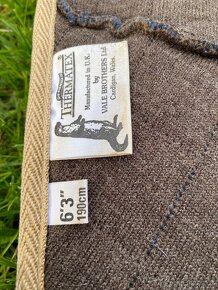 THERMATEX
Manufactured in U.K.
by
VALE BROTHERS Ltd
Cardigan, Wales.
6'3"
190cm